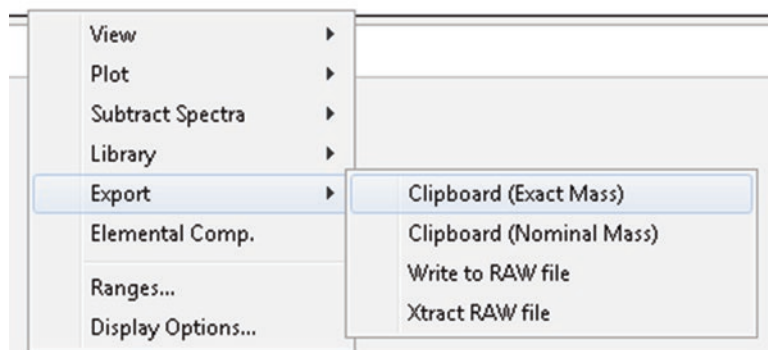 View
Plot
Subtract Spectra
Library
Export
Elemental Comp.
Ranges...
Display Options...
Clipboard (Exact Mass)
Clipboard (Nominal Mass)
Write to RAW file
Xtract RAW file